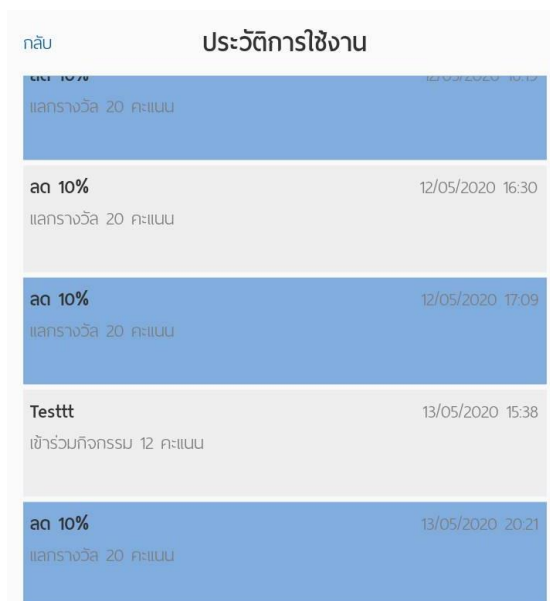 กลับ
ประวัติการใช้งาน
ลด 10%
แลกรางวัล 20 คะแนน
ลด 10%
12/05/2020 16:30
แลกรางวัล 20 คะแนน
ลด 10%
12/05/2020 17:09
แลกรางวัล 20 คะแนน
Testtt
13/05/2020 15:38
เข้าร่วมกิจกรรม 12 คะแนน
ลด 10%
13/05/2020 20:21
แลกรางวัล 20 คะแนน